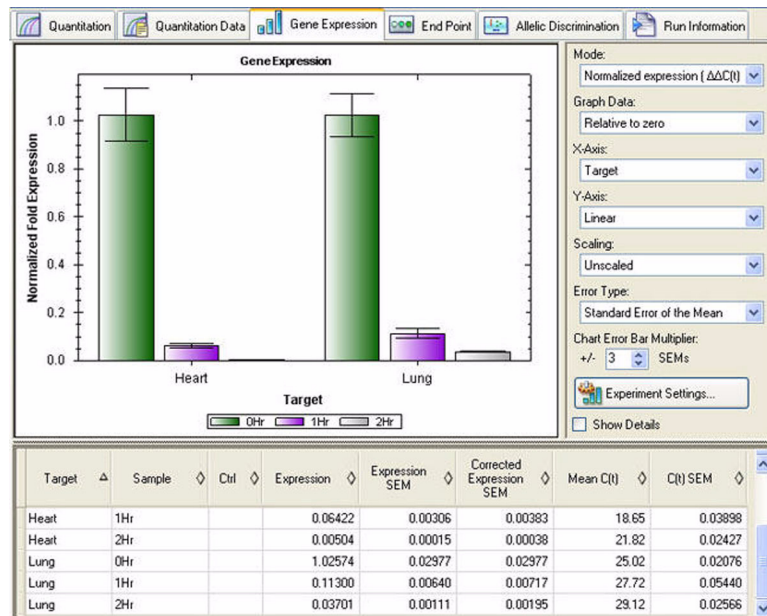 Quantitation Quantitation Data Gene Expression End Point Allelic Discrimination Run Information
Gene Expression
Normalized Fold Expression
1.0
0.8
0.6
0.4
0.2
0.0
Heart Lung
Target
0Hr 1Hr 2Hr
Mode:
Normalized expression ( ΔΔC(t)
Graph Data:
Relative to zero
X-Axis:
Target
Y-Axis:
Linear
Scaling:
Unscaled
Error Type:
Standard Error of the Mean
Chart Error Bar Multiplier:
+/- 3 SEMs
Experiment Settings...
Show Details
Target Sample Ctrl Expression Expression SEM Corrected Expression SEM Mean C(t) C(t) SEM
Heart 1Hr 0.06422 0.00306 0.00383 18.65 0.03898
Heart 2Hr 0.00504 0.00015 0.00038 21.82 0.02427
Lung 0Hr 1.02574 0.02977 0.02977 25.02 0.02076
Lung 1Hr 0.11300 0.00640 0.00717 27.72 0.05440
Lung 2Hr 0.03701 0.00111 0.00195 29.12 0.02566